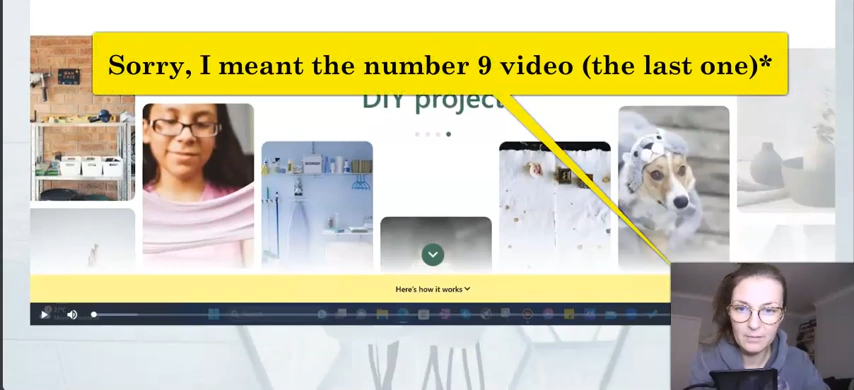 Sorry, I meant the number 9 video (the last one)*
DIY project
Here's how it works